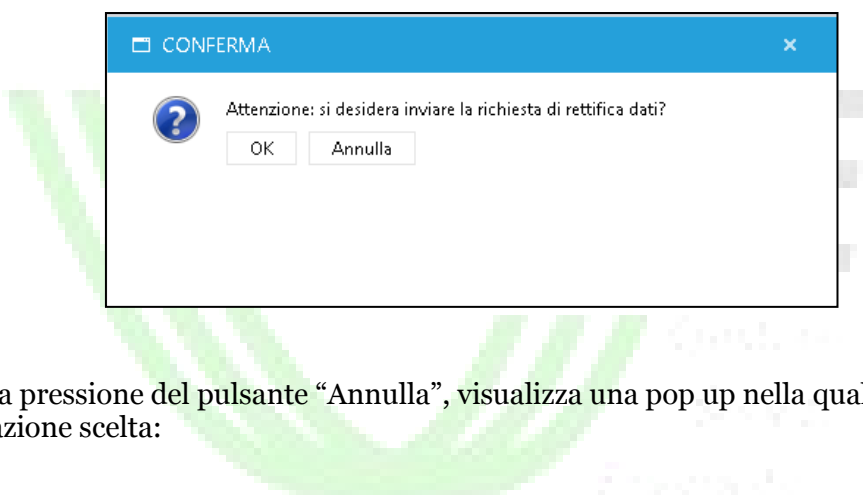 CONFERMA
Attenzione: si desidera inviare la richiesta di rettifica dati?
OK Annulla
a pressione del pulsante “Annulla”, visualizza una pop up nella qual
zione scelta: